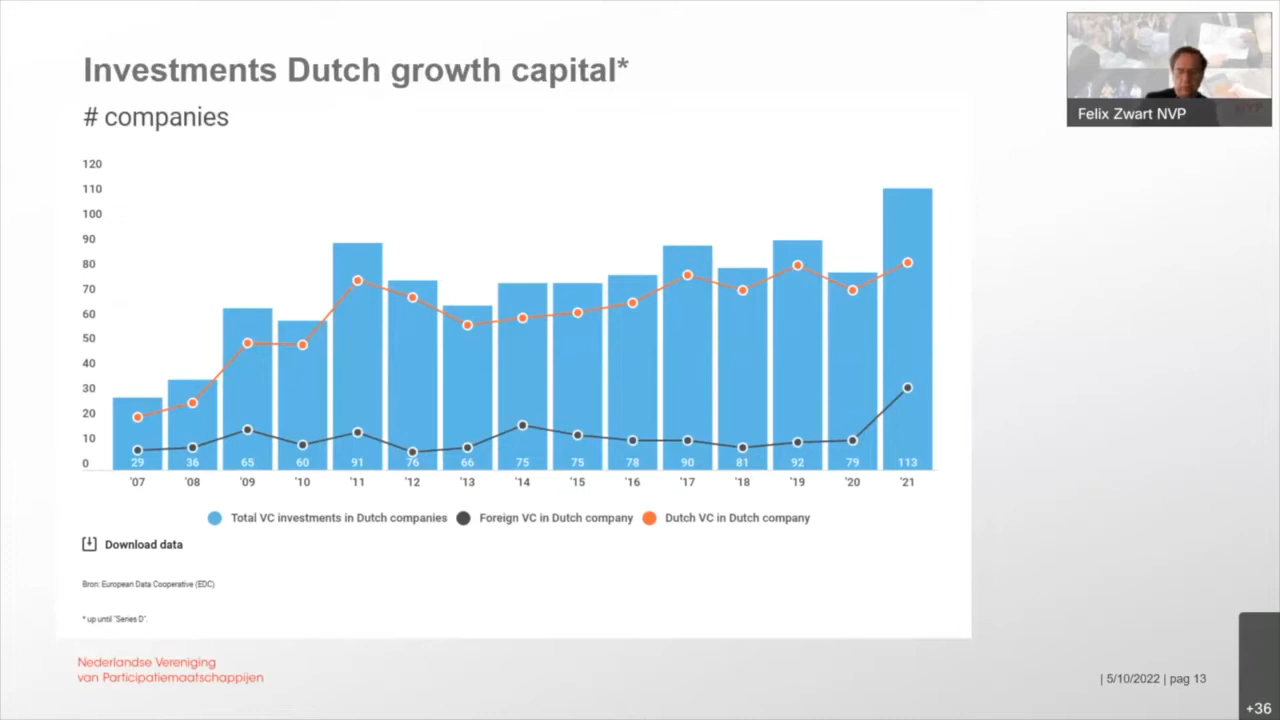 Investments Dutch growth capital*
# companies
Felix Zwart NVP
120
110
100
90
80
70
60
50
40
30
20
10
0
29 36 65 60 91 76 66 75 75 78 90 81 92 79 113
'07 '08 '09 '10 '11 '12 '13 '14 '15 '16 '17 '18 '19 '20 '21
Total VC investments in Dutch companies Foreign VC in Dutch company Dutch VC in Dutch company
Download data
Bron: European Data Cooperative (EDC)
* up until "Series D".
Nederlandse Vereniging
van Participatiemaatschappijen
| 5/10/2022 | pag 13
+36